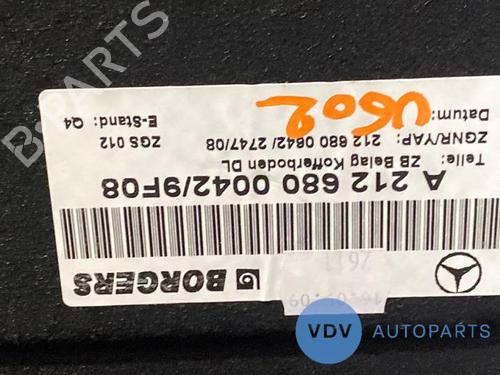 BORGERS
A 212 680 0042/9F08
Teile: ZB Belag Kofferboden DL
ZGNR/YAP: 212 680 0642/ 2747/08
ZGS 012
Datum:
E-Stand: Q4
U602
B-PARTS
VDV AUTOPARTS